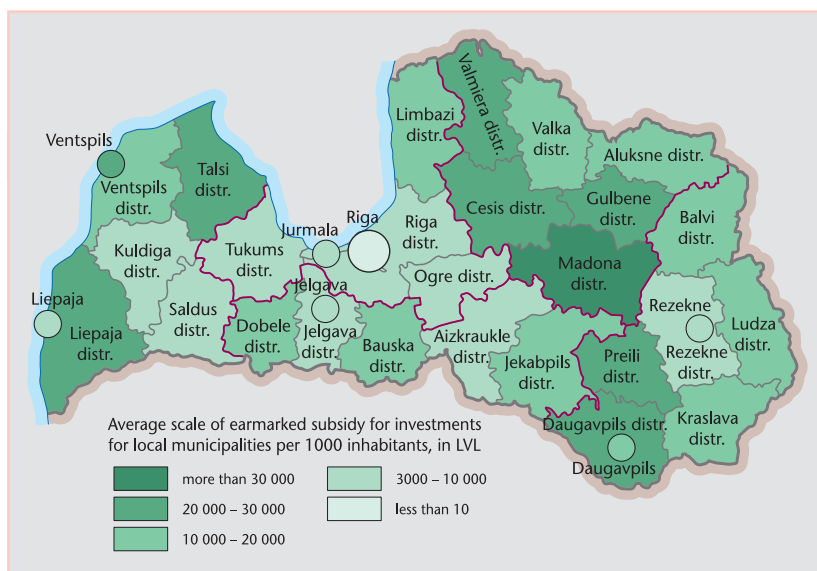 Ventspils
Ventspils
distr.
Talsi
distr.
Kuldiga
distr.
Tukums
distr.
Jurmala
Riga
Riga
distr.
Limbazi
distr.
Valmiera distr.
Valka
distr.
Aluksne distr.
Cesis distr.
Gulbene
distr.
Balvi
distr.
Madona
distr.
Ogre distr.
Liepaja
Liepaja
distr.
Saldus
distr.
Dobele
distr.
Jelgava
Jelgava
distr.
Bauska
distr.
Aizkraukle
distr.
Jekabpils
distr.
Preili
distr.
Rezekne
Rezekne
distr.
Ludza
distr.
Kraslava
distr.
Daugavpils distr.
Daugavpils
Average scale of earmarked subsidy for investments
for local municipalities per 1000 inhabitants, in LVL
more than 30 000
20 000 – 30 000
10 000 – 20 000
3000 – 10 000
less than 10